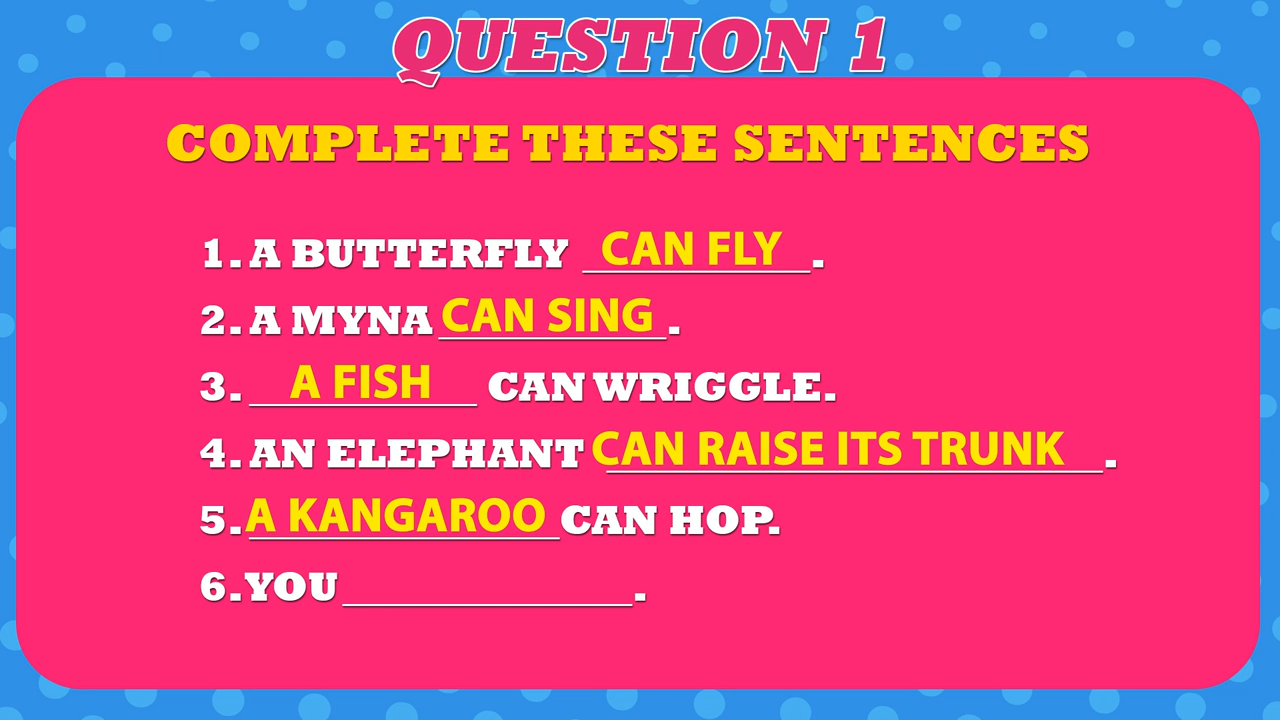 QUESTION 1
COMPLETE THESE SENTENCES
1. A BUTTERFLY CAN FLY.
2. A MYNA CAN SING.
3. A FISH CAN WRIGGLE.
4. AN ELEPHANT CAN RAISE ITS TRUNK.
5. A KANGAROO CAN HOP.
6. YOU ______________.